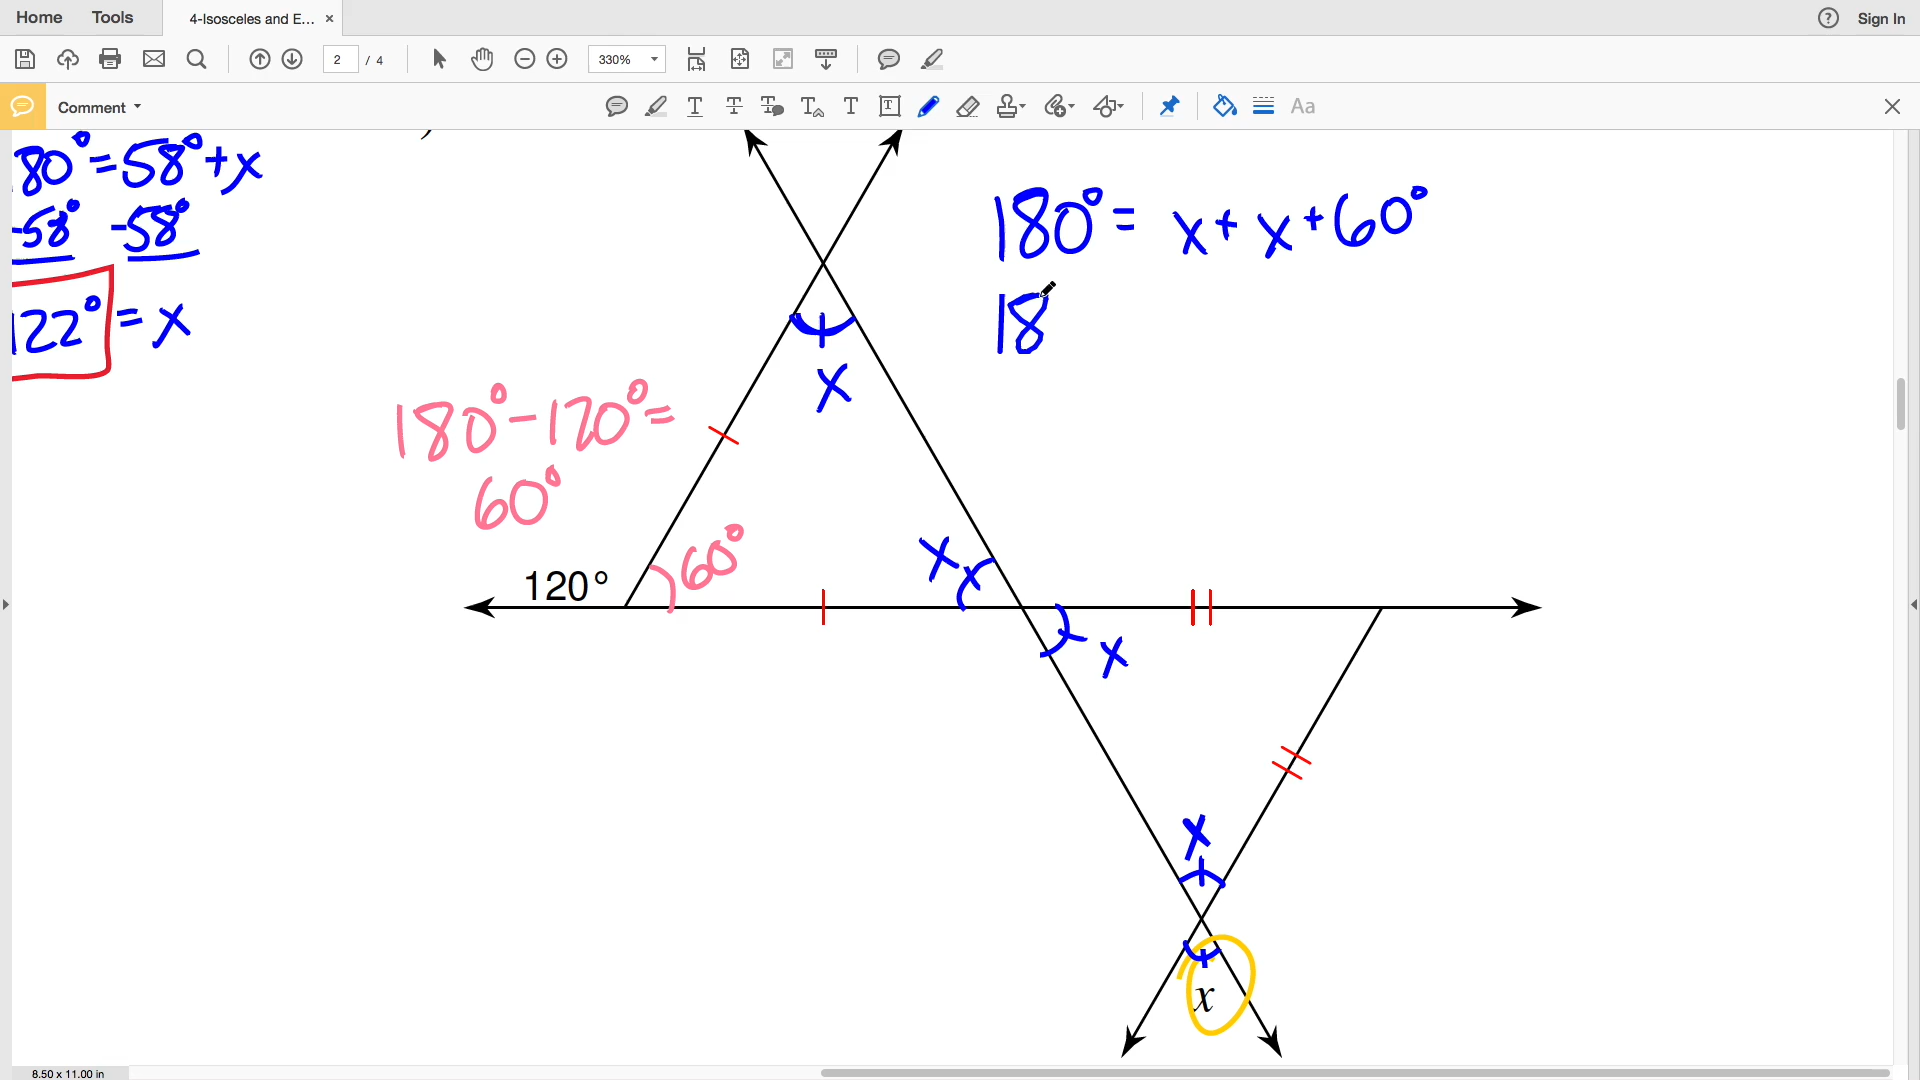 Home Tools 4-Isosceles and E... × Sign In
2 / 4 330%
Comment Aa
80°=58°+x
-58° -58°
122°=x
180°= x+x+60°
18
x
180°-120°=
60°
60°
120°
x x
x
x
x
8.50 x 11.00 in